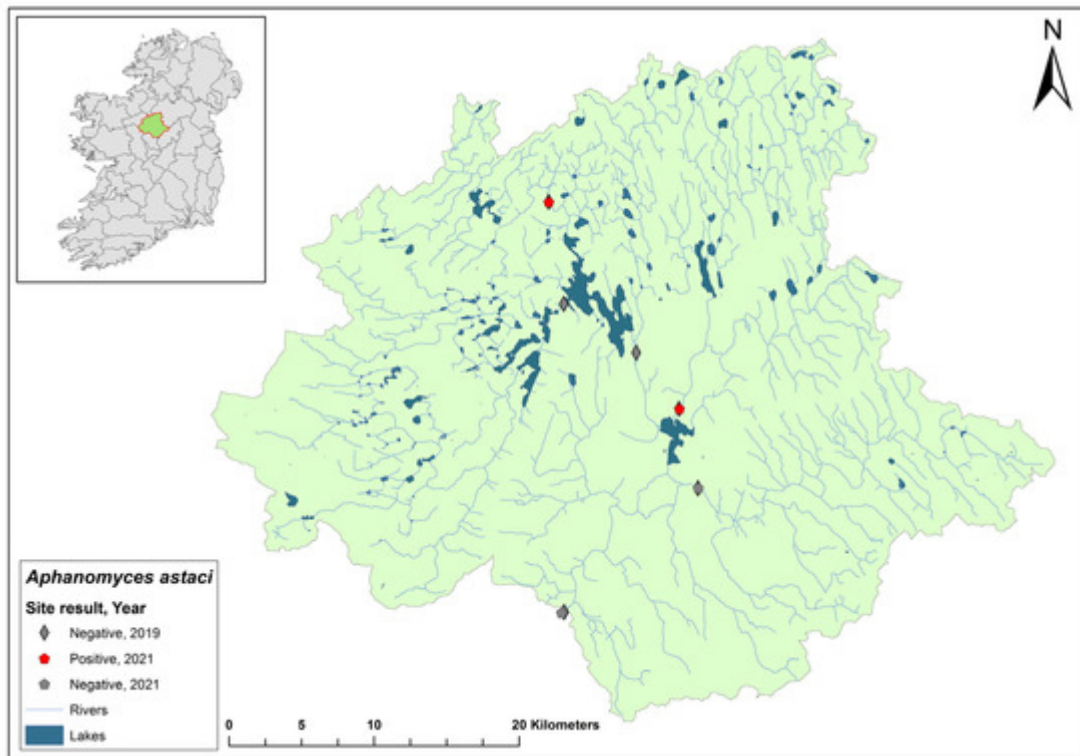 N
Aphanomyces astaci
Site result, Year
Negative, 2019
Positive, 2021
Negative, 2021
Rivers
Lakes
0 5 10 20 Kilometers